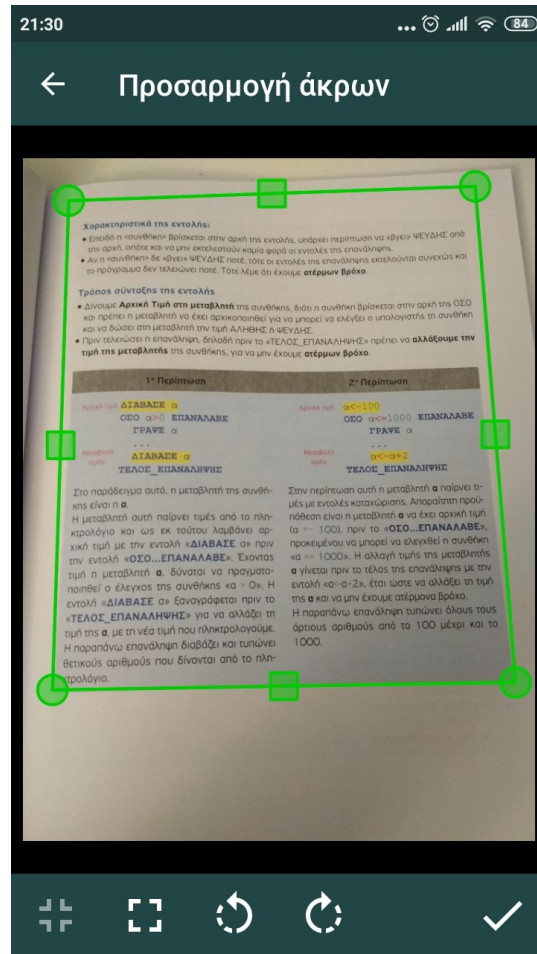 21:30
84
Προσαρμογή άκρων
Χαρακτηριστικά της εντολής:
• Επειδή η «συνθήκη» βρίσκεται στην αρχή της εντολής, υπάρχει περίπτωση να «βγει» ΨΕΥΔΗΣ από
την αρχή, οπότε και να μην εκτελεστούν καμία φορά οι εντολές της επανάληψης.
• Αν η «συνθήκη» δε «βγει» ΨΕΥΔΗΣ ποτέ, τότε οι εντολές της επανάληψης εκτελούνται συνεχώς και
το πρόγραμμα δεν τελειώνει ποτέ. Τότε λέμε ότι έχουμε ατέρμων βρόχο.
Τρόπος σύνταξης της εντολής
• Δίνουμε Αρχική Τιμή στη μεταβλητή της συνθήκης, διότι η συνθήκη βρίσκεται στην αρχή της ΟΣΟ
και πρέπει η μεταβλητή να έχει αρχικοποιηθεί για να μπορεί να ελέγξει ο υπολογιστής τη συνθήκη
και να δώσει στη μεταβλητή την τιμή ΑΛΗΘΗΣ ή ΨΕΥΔΗΣ.
• Πριν τελειώσει η επανάληψη, δηλαδή πριν το «ΤΕΛΟΣ_ΕΠΑΝΑΛΗΨΗΣ» πρέπει να αλλάξουμε την
τιμή της μεταβλητής της συνθήκης, για να μην έχουμε ατέρμων βρόχο.
1η Περίπτωση
Αρχική τιμή ΔΙΑΒΑΣΕ α
ΟΣΟ α>0 ΕΠΑΝΑΛΑΒΕ
ΓΡΑΨΕ α
...
Μεταβολή
τιμής
ΔΙΑΒΑΣΕ α
ΤΕΛΟΣ_ΕΠΑΝΑΛΗΨΗΣ
Στο παράδειγμα αυτό, η μεταβλητή της συνθή-
κης είναι η α.
Η μεταβλητή αυτή παίρνει τιμές από το πλη-
κτρολόγιο και ως εκ τούτου λαμβάνει αρ-
χική τιμή με την εντολή «ΔΙΑΒΑΣΕ α» πριν
την εντολή «ΟΣΟ...ΕΠΑΝΑΛΑΒΕ». Έχοντας
τιμή η μεταβλητή α, δύναται να πραγματο-
ποιηθεί ο έλεγχος της συνθήκης «α > 0». Η
εντολή «ΔΙΑΒΑΣΕ α» ξαναγράφεται πριν το
«ΤΕΛΟΣ_ΕΠΑΝΑΛΗΨΗΣ» για να αλλάζει τη
τιμή της α, με τη νέα τιμή που πληκτρολογούμε.
Η παραπάνω επανάληψη διαβάζει και τυπώνει
θετικούς αριθμούς που δίνονται από το πλη-
κτρολόγιο.
2η Περίπτωση
Αρχική τιμή α<-100
ΟΣΟ α<=1000 ΕΠΑΝΑΛΑΒΕ
ΓΡΑΨΕ α
...
Μεταβολή
τιμής
α<-α+2
ΤΕΛΟΣ_ΕΠΑΝΑΛΗΨΗΣ
Στην περίπτωση αυτή η μεταβλητή α παίρνει τι-
μές με εντολές καταχώρισης. Απαραίτητη προϋ-
πόθεση είναι η μεταβλητή α να έχει αρχική τιμή
(α <- 100), πριν το «ΟΣΟ...ΕΠΑΝΑΛΑΒΕ»,
προκειμένου να μπορεί να ελεγχθεί η συνθήκη
«α <= 1000». Η αλλαγή τιμής της μεταβλητής
α γίνεται πριν το τέλος της επανάληψης με την
εντολή «α<-α+2», έτσι ώστε να αλλάξει τη τιμή
της α και να μην έχουμε ατέρμονα βρόχο.
Η παραπάνω επανάληψη τυπώνει όλους τους
άρτιους αριθμούς από το 100 μέχρι και το
1000.